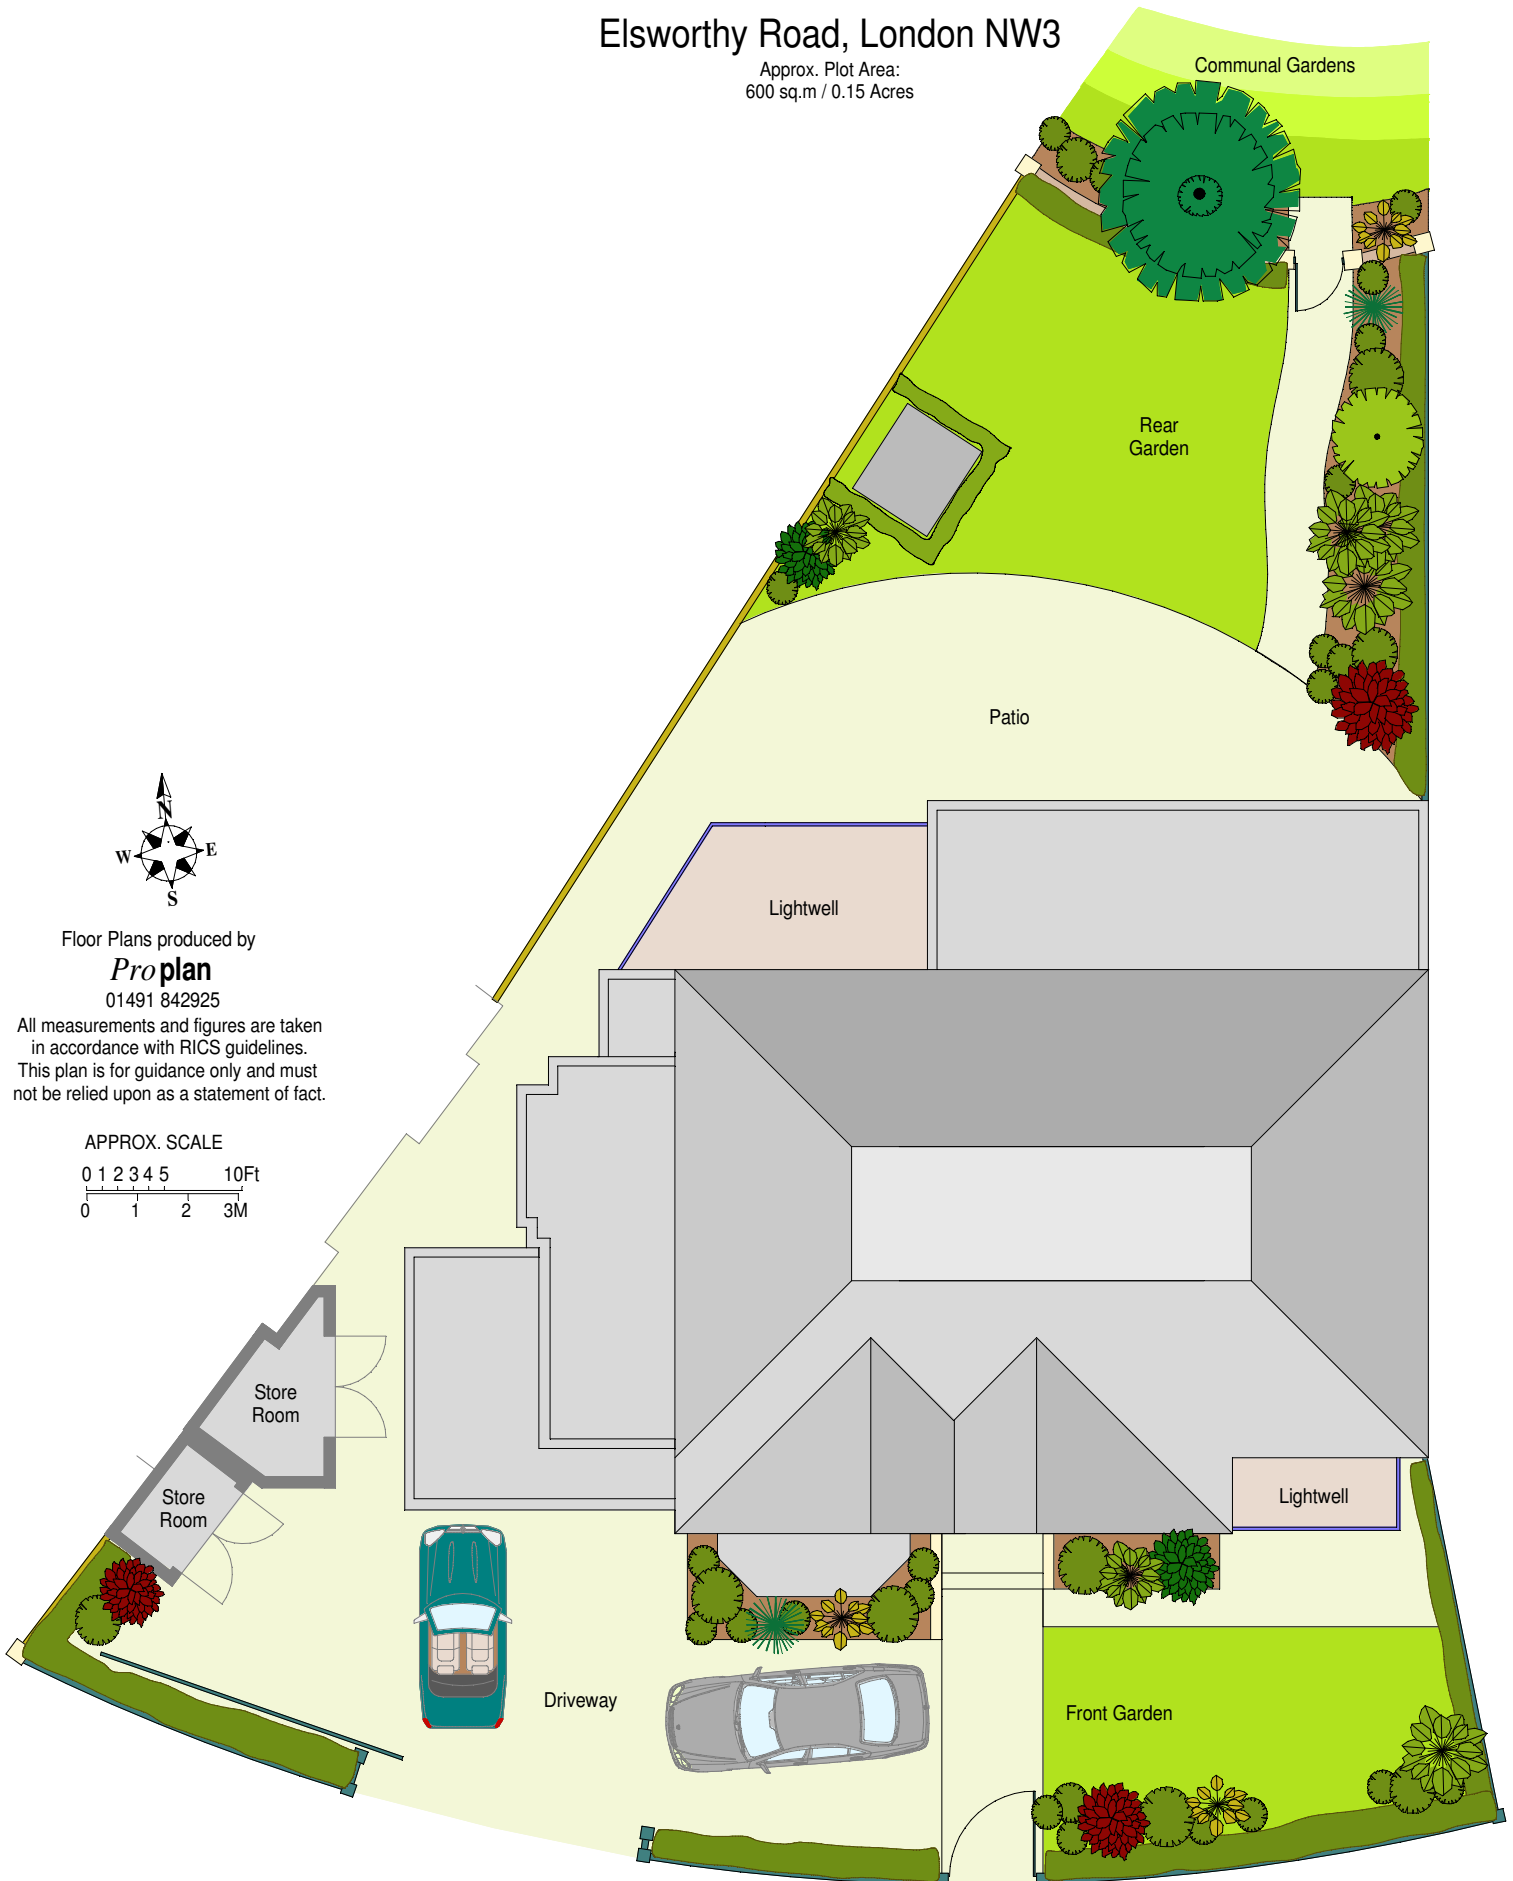 Elsworthy Road, London NW3
Approx. Plot Area:
600 sq.m / 0.15 Acres
Communal Gardens
Rear
Garden
Patio
Lightwell
N
W
E
S
Floor Plans produced by
Proplan
01491 842925
All measurements and figures are taken
in accordance with RICS guidelines.
This plan is for guidance only and must
not be relied upon as a statement of fact.
APPROX. SCALE
0 1 2 3 4 5 10Ft
0 1 2 3M
Store
Room
Store
Room
Lightwell
Driveway
Front Garden